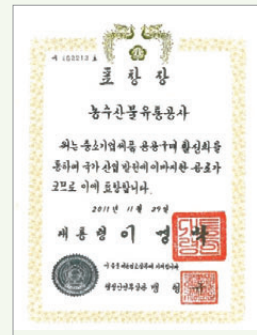 표 창 장
농수산물유통공사
위는 중소기업제품 공공구매 활성화를
통하여 국가 산업 발전에 이바지한 공로가
크므로 이에 표창합니다.
2011년 11월 29일
대통령 이 명 박